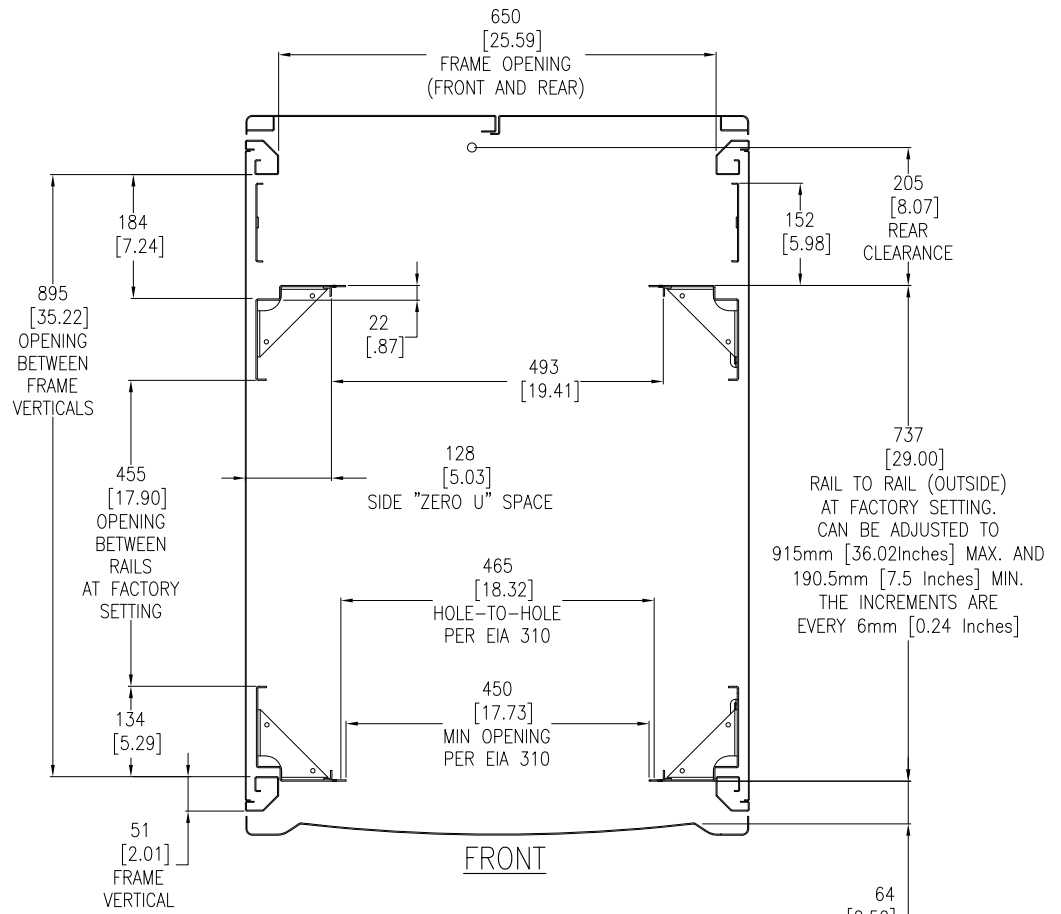 650
[25.59]
FRAME OPENING
(FRONT AND REAR)
184
[7.24]
895
[35.22]
OPENING
BETWEEN
FRAME
VERTICALS
22
[.87]
152
[5.98]
205
[8.07]
REAR
CLEARANCE
493
[19.41]
455
[17.90]
OPENING
BETWEEN
RAILS
AT FACTORY
SETTING
128
[5.03]
SIDE "ZERO U" SPACE
737
[29.00]
RAIL TO RAIL (OUTSIDE)
AT FACTORY SETTING.
CAN BE ADJUSTED TO
915mm [36.02Inches] MAX. AND
190.5mm [7.5 Inches] MIN.
THE INCREMENTS ARE
EVERY 6mm [0.24 Inches]
465
[18.32]
HOLE-TO-HOLE
PER EIA 310
450
[17.73]
MIN OPENING
PER EIA 310
134
[5.29]
51
[2.01]
FRAME
VERTICAL
FRONT
64